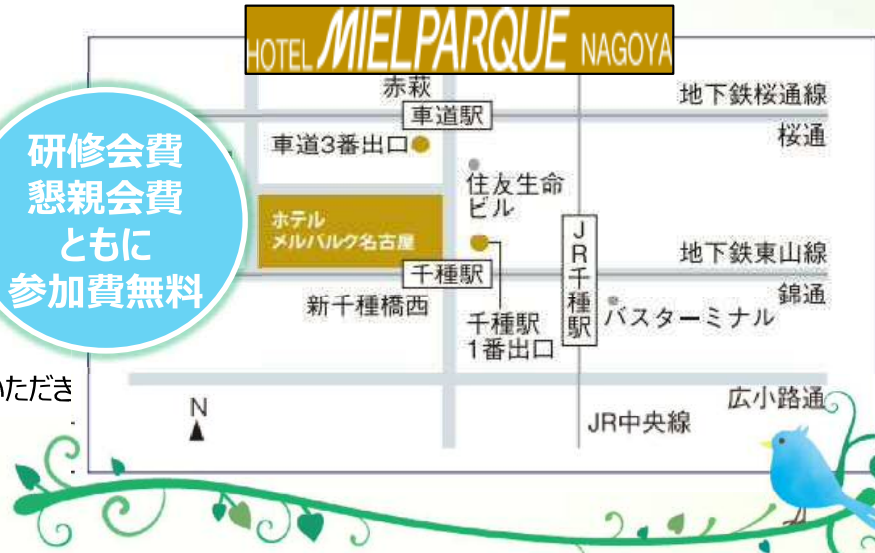 HOTEL MIELPARQUE NAGOYA
赤萩
地下鉄桜通線
車道駅
桜通
車道3番出口
研修会費
懇親会費
ともに
参加費無料
住友生命
ビル
ホテル
メルパルク名古屋
JR千種駅
地下鉄東山線
千種駅
錦通
新千種橋西
千種駅
1番出口
バスターミナル
いただき
広小路通
N
JR中央線